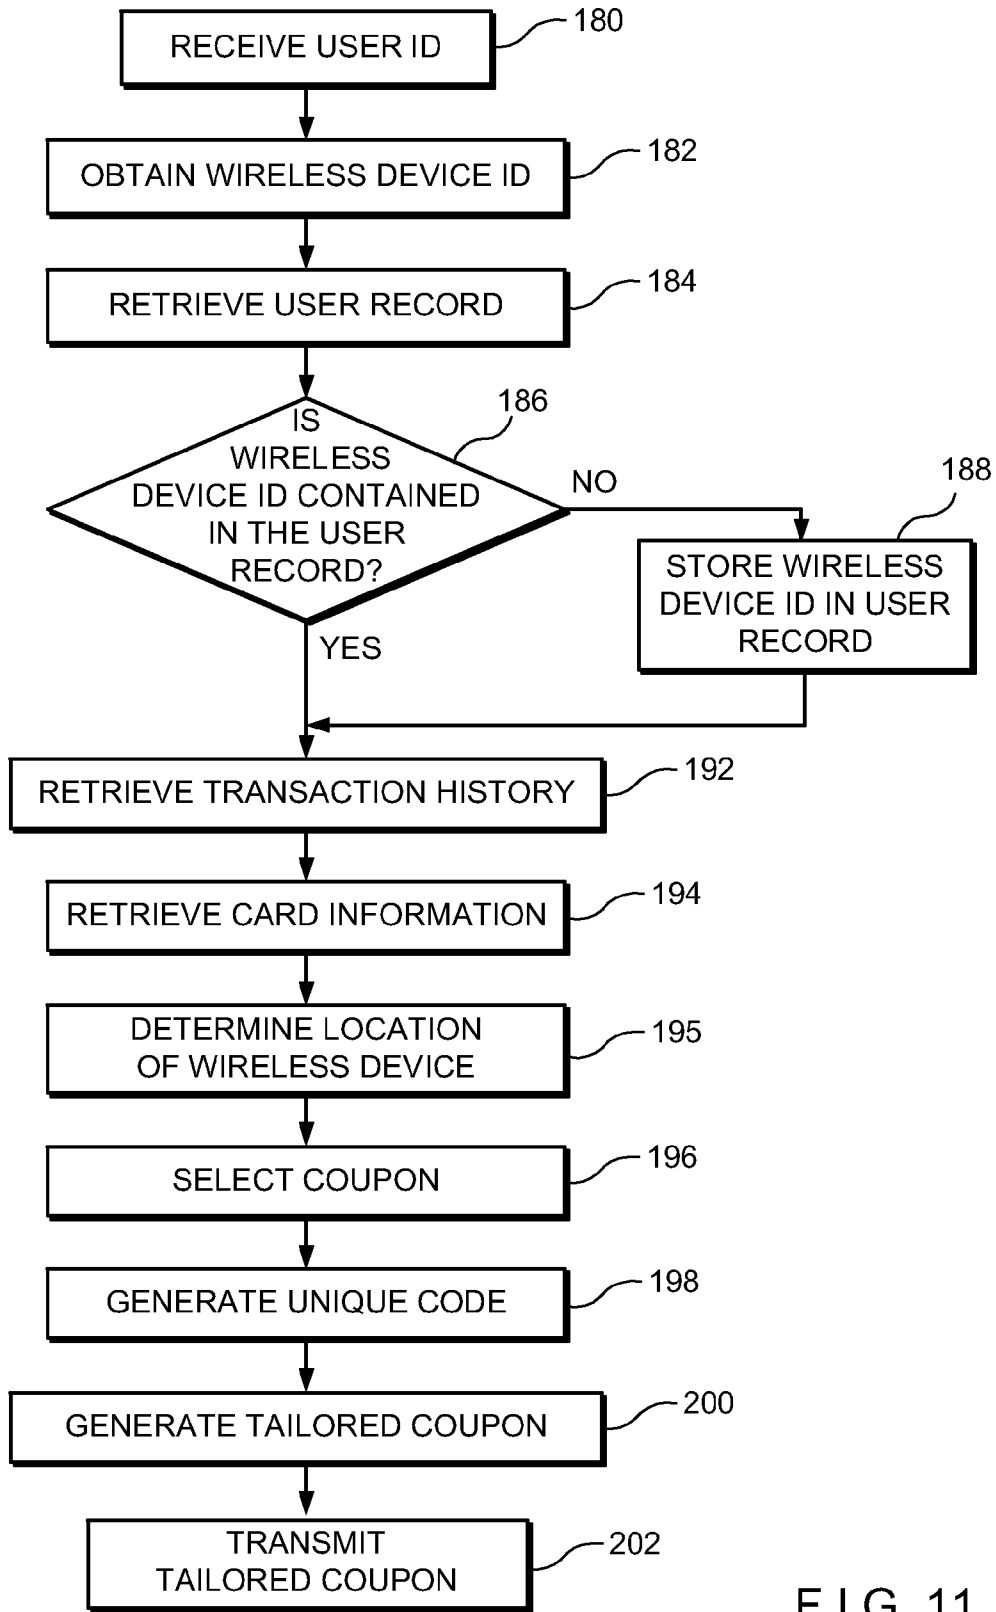 RECEIVE USER ID
180
OBTAIN WIRELESS DEVICE ID
182
RETRIEVE USER RECORD
184
IS
WIRELESS
DEVICE ID CONTAINED
IN THE USER
RECORD?
186
NO
188
STORE WIRELESS
DEVICE ID IN USER
RECORD
YES
RETRIEVE TRANSACTION HISTORY
192
RETRIEVE CARD INFORMATION
194
DETERMINE LOCATION
OF WIRELESS DEVICE
195
SELECT COUPON
196
GENERATE UNIQUE CODE
198
GENERATE TAILORED COUPON
200
TRANSMIT
TAILORED COUPON
202
FIG. 11